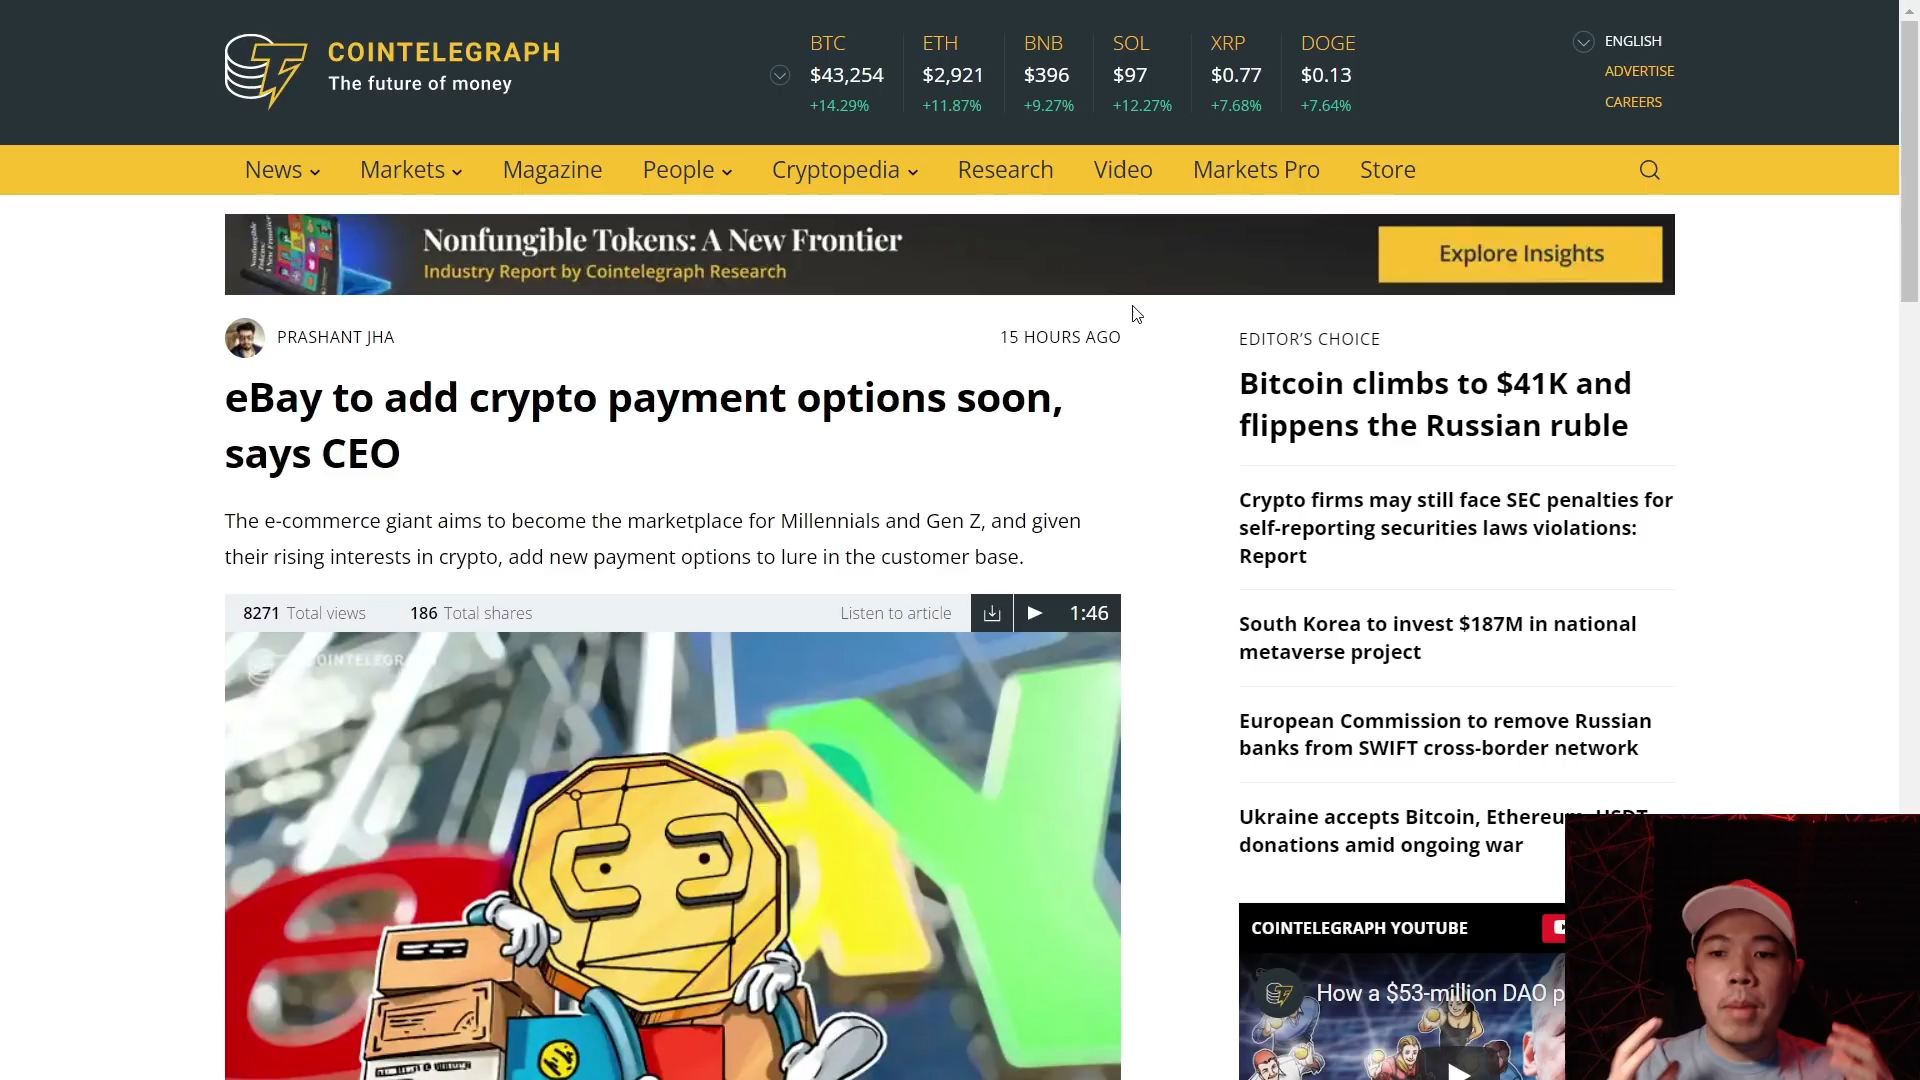 COINTELEGRAPH
The future of money
BTC
$43,254
+14.29%
ETH
$2,921
+11.87%
BNB
$396
+9.27%
SOL
$97
+12.27%
XRP
$0.77
+7.68%
DOGE
$0.13
+7.64%
ENGLISH
ADVERTISE
CAREERS
News
Markets
Magazine
People
Cryptopedia
Research
Video
Markets Pro
Store
Nonfungible Tokens: A New Frontier
Industry Report by Cointelegraph Research
Explore Insights
PRASHANT JHA
15 HOURS AGO
eBay to add crypto payment options soon,
says CEO
The e-commerce giant aims to become the marketplace for Millennials and Gen Z, and given
their rising interests in crypto, add new payment options to lure in the customer base.
8271 Total views
186 Total shares
Listen to article
1:46
EDITOR'S CHOICE
Bitcoin climbs to $41K and
flippens the Russian ruble
Crypto firms may still face SEC penalties for
self-reporting securities laws violations:
Report
South Korea to invest $187M in national
metaverse project
European Commission to remove Russian
banks from SWIFT cross-border network
Ukraine accepts Bitcoin, Ethereum, USDT
donations amid ongoing war
COINTELEGRAPH YOUTUBE
How a $53-million DAO p